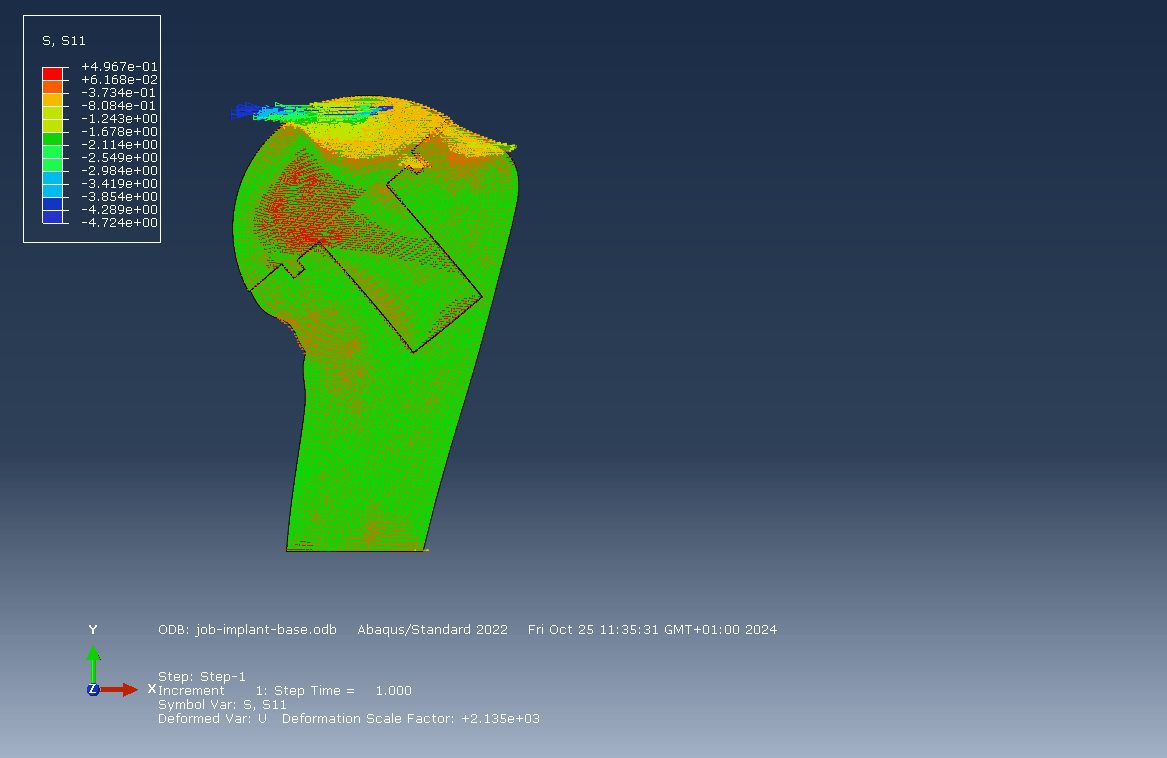 S, S11
+4.967e-01
+6.168e-02
-3.734e-01
-8.084e-01
-1.243e+00
-1.678e+00
-2.114e+00
-2.549e+00
-2.984e+00
-3.419e+00
-3.854e+00
-4.289e+00
-4.724e+00
Y
ODB: job-implant-base.odb Abaqus/Standard 2022 Fri Oct 25 11:35:31 GMT+01:00 2024
Step: Step-1
Z X
Increment 1: Step Time = 1.000
Symbol Var: S, S11
Deformed Var: U Deformation Scale Factor: +2.135e+03